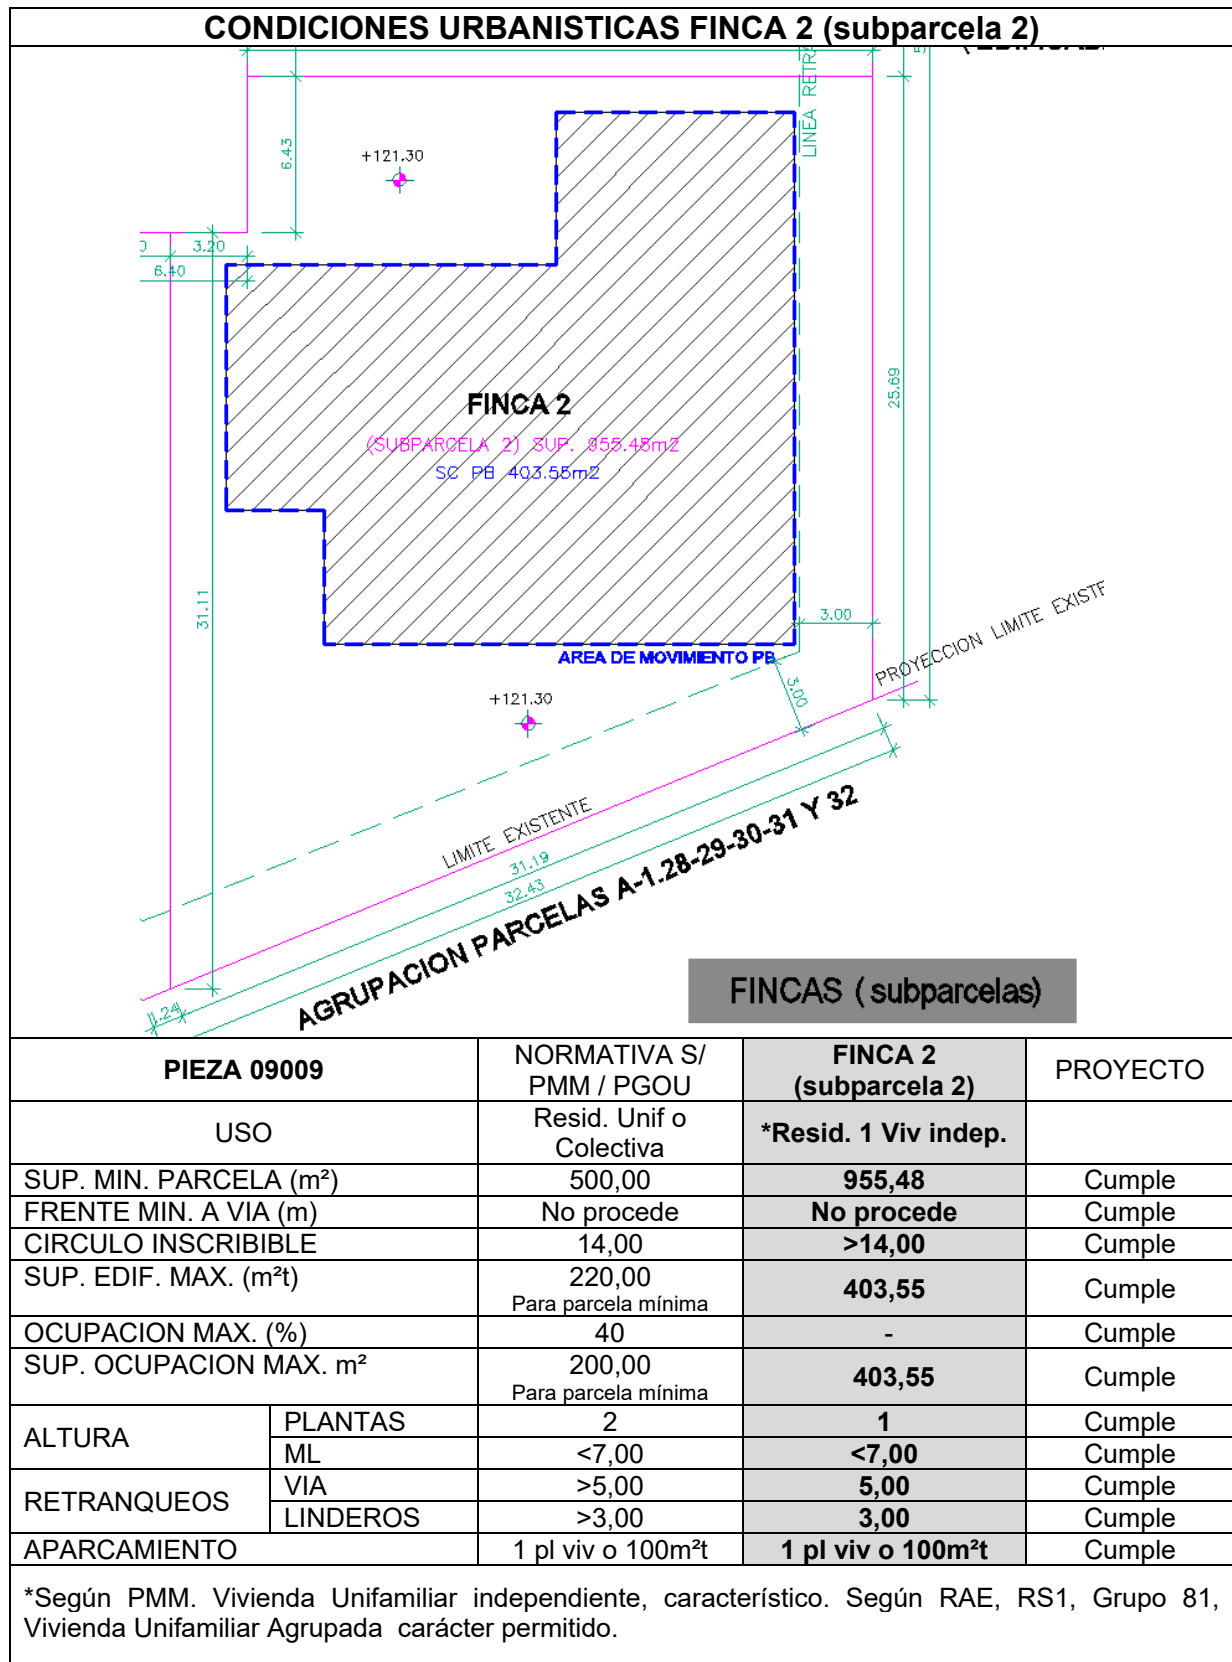 CONDICIONES URBANISTICAS FINCA 2 (subparcela 2)
LINEA RETR
6.43
+121.30
3.20
6.40
25.69
FINCA 2
(SUBPARCELA 2) SUP. 955.48m2
SC PB 403.55m2
31.11
3.00
AREA DE MOVIMIENTO PB
PROYECCION LIMITE EXISTE
3.00
+121.30
LIMITE EXISTENTE
31.19
32.43
AGRUPACION PARCELAS A-1.28-29-30-31 Y 32
1.24
FINCAS (subparcelas)
PIEZA 09009
NORMATIVA S/
PMM / PGOU
FINCA 2
(subparcela 2)
PROYECTO
USO
Resid. Unif o
Colectiva
*Resid. 1 Viv indep.
SUP. MIN. PARCELA (m²) 500,00 955,48 Cumple
FRENTE MIN. A VIA (m) No procede No procede Cumple
CIRCULO INSCRIBIBLE 14,00 >14,00 Cumple
SUP. EDIF. MAX. (m²t) 220,00
Para parcela mínima
403,55 Cumple
OCUPACION MAX. (%) 40 - Cumple
SUP. OCUPACION MAX. m² 200,00
Para parcela mínima
403,55 Cumple
ALTURA
PLANTAS 2 1 Cumple
ML <7,00 <7,00 Cumple
RETRANQUEOS
VIA >5,00 5,00 Cumple
LINDEROS >3,00 3,00 Cumple
APARCAMIENTO 1 pl viv o 100m²t 1 pl viv o 100m²t Cumple
*Según PMM. Vivienda Unifamiliar independiente, característico. Según RAE, RS1, Grupo 81,
Vivienda Unifamiliar Agrupada carácter permitido.